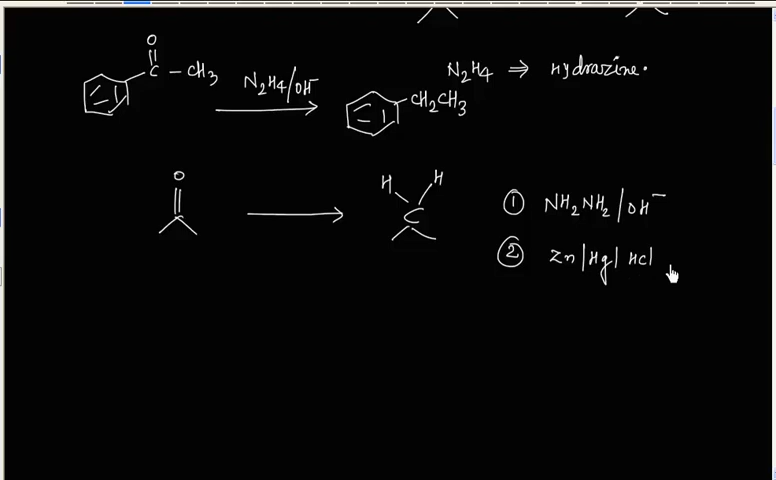 O
C – CH3
N2H4/OH⁻
CH2CH3
N2H4 ⇒ Hydrazine.
O
H H
C
① NH2NH2/OH⁻
② Zn|Hg| HCl